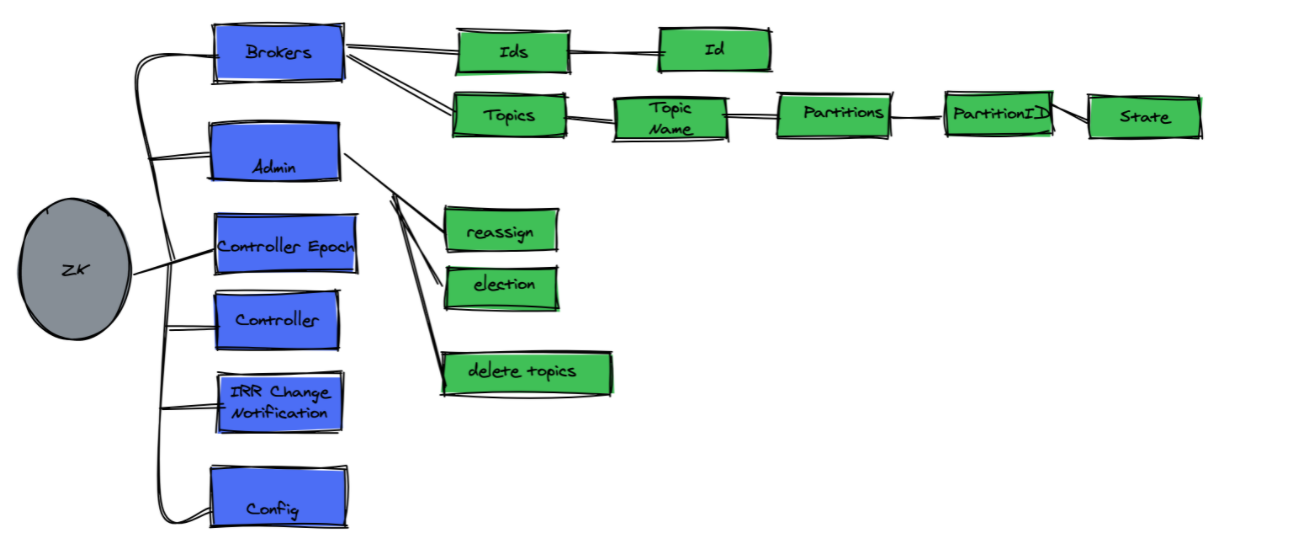 Brokers
Ids
Id
Topics
Topic
Name
Partitions
PartitionID
State
Admin
reassign
Controller Epoch
ZK
election
Controller
delete topics
IRR Change
Notification
Config